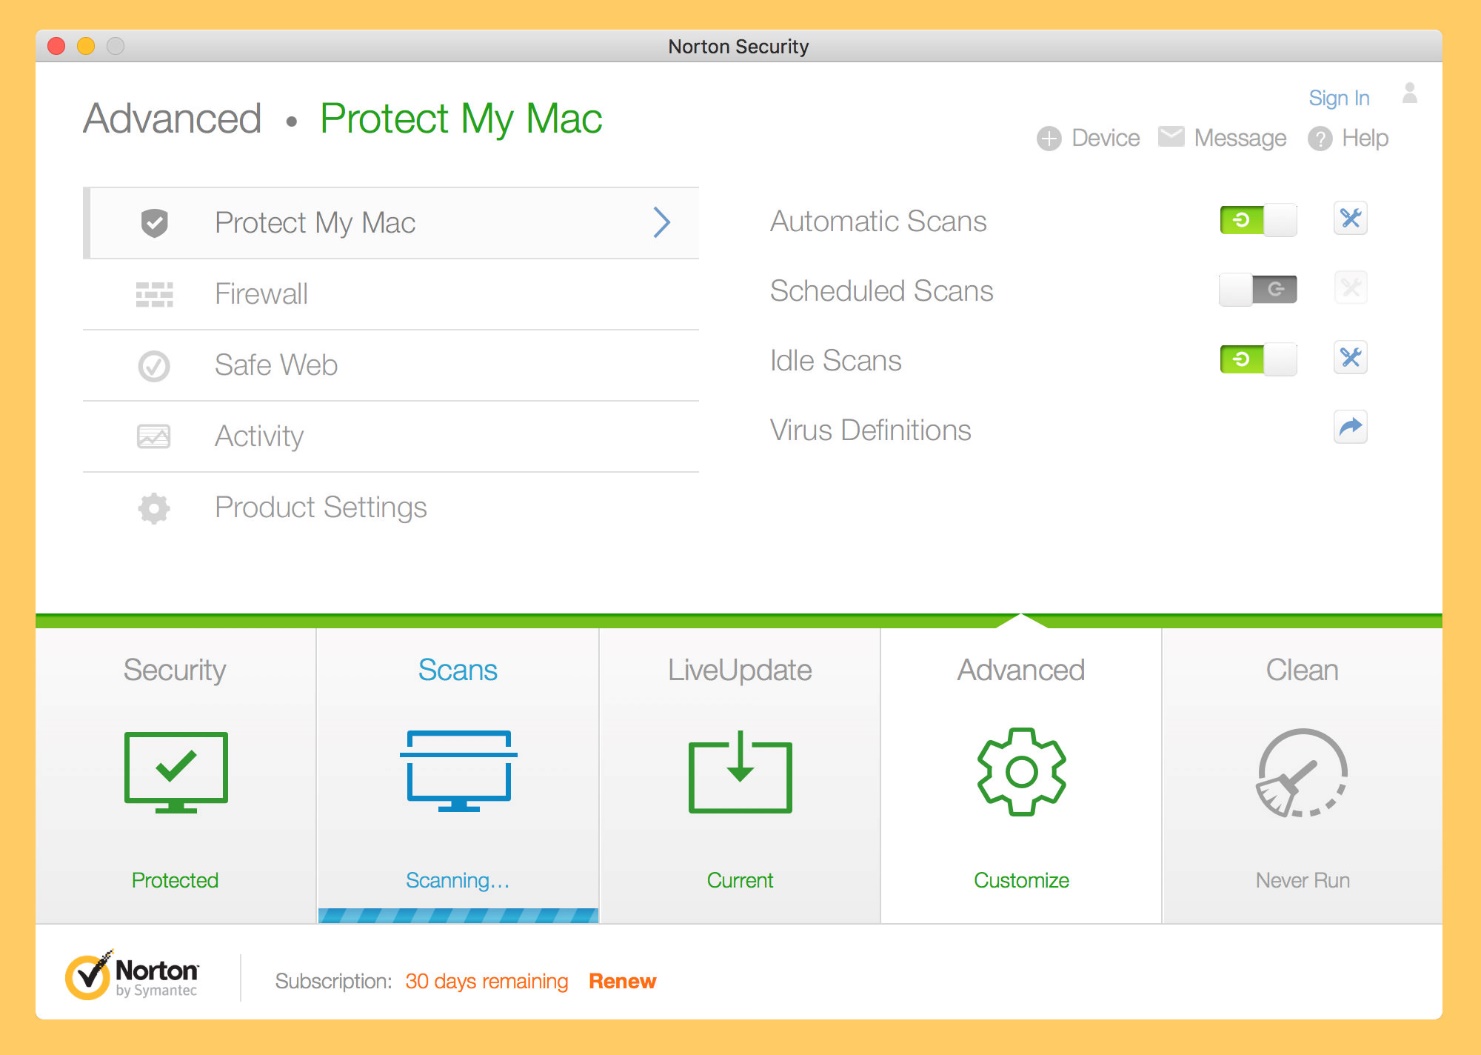 Norton Security
Advanced • Protect My Mac
Sign In
Device Message Help
Protect My Mac
Firewall
Safe Web
Activity
Product Settings
Automatic Scans
Scheduled Scans
Idle Scans
Virus Definitions
Security
Protected
Scans
Scanning...
LiveUpdate
Current
Advanced
Customize
Clean
Never Run
Norton
by Symantec
Subscription: 30 days remaining Renew